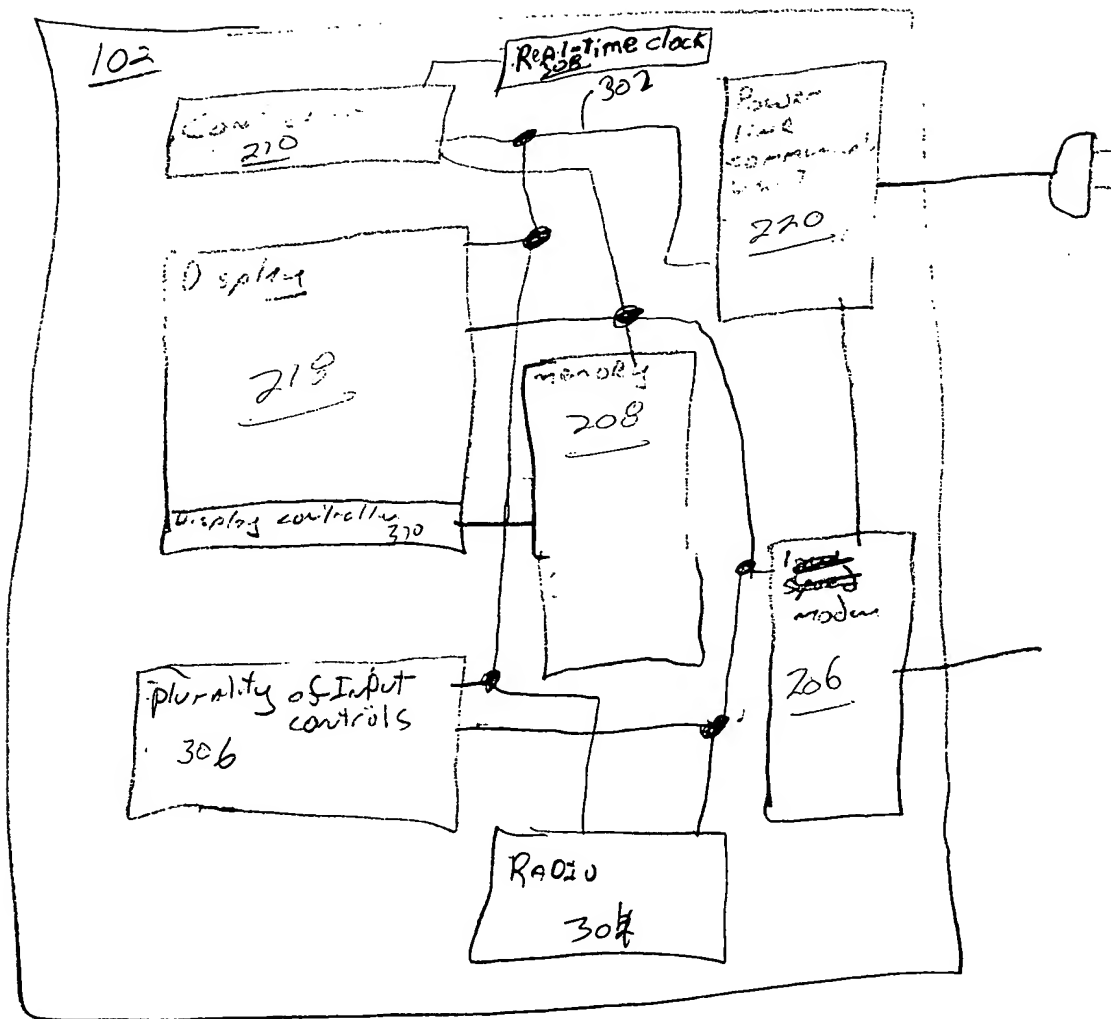 102
Real-time clock
308
302
210
Power
line
220
Display
218
memory
208
Display controller
310
modem
206
plurality of Input
controls
306
RADIO
304